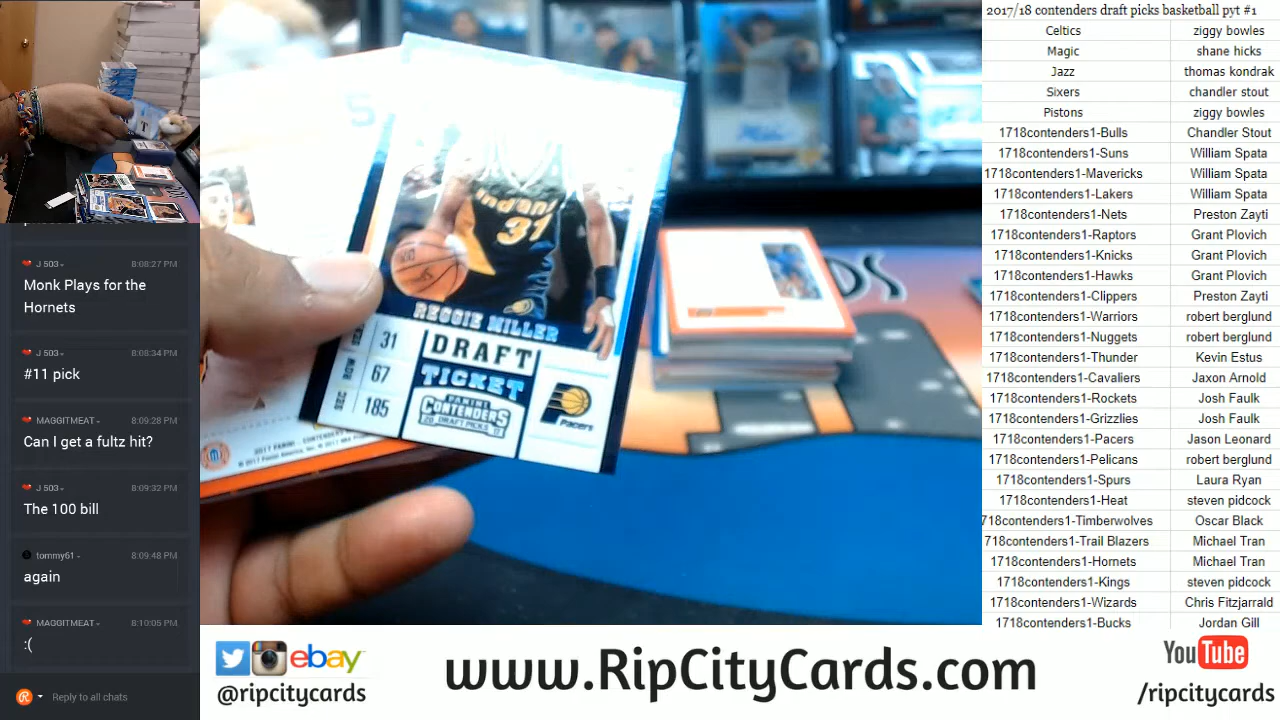 2017/18 contenders draft picks basketball pyt #1
Celtics ziggy bowles
Magic shane hicks
Jazz thomas kondrak
Sixers chandler stout
Pistons ziggy bowles
1718contenders1-Bulls Chandler Stout
1718contenders1-Suns William Spata
1718contenders1-Mavericks William Spata
1718contenders1-Lakers William Spata
1718contenders1-Nets Preston Zayti
1718contenders1-Raptors Grant Plovich
1718contenders1-Knicks Grant Plovich
1718contenders1-Hawks Grant Plovich
1718contenders1-Clippers Preston Zayti
1718contenders1-Warriors robert berglund
1718contenders1-Nuggets robert berglund
1718contenders1-Thunder Kevin Estus
1718contenders1-Cavaliers Jaxon Arnold
1718contenders1-Rockets Josh Faulk
1718contenders1-Grizzlies Josh Faulk
1718contenders1-Pacers Jason Leonard
1718contenders1-Pelicans robert berglund
1718contenders1-Spurs Laura Ryan
1718contenders1-Heat steven pidcock
718contenders1-Timberwolves Oscar Black
718contenders1-Trail Blazers Michael Tran
1718contenders1-Hornets Michael Tran
1718contenders1-Kings steven pidcock
1718contenders1-Wizards Chris Fitzjarrald
1718contenders1-Bucks Jordan Gill
J 503 8:08:27 PM
Monk Plays for the
Hornets
J 503 8:08:34 PM
#11 pick
MAGGITMEAT 8:09:28 PM
Can I get a fultz hit?
J 503 8:09:32 PM
The 100 bill
tommy61 8:09:48 PM
again
MAGGITMEAT 8:10:05 PM
:(
Reply to all chats
Indiana
31
REGGIE MILLER
31
67
185
DRAFT
TICKET
PANINI
CONTENDERS
DRAFT PICKS
Pacers
DS
ebay
@ripcitycards
www.RipCityCards.com
YouTube
/ripcitycards